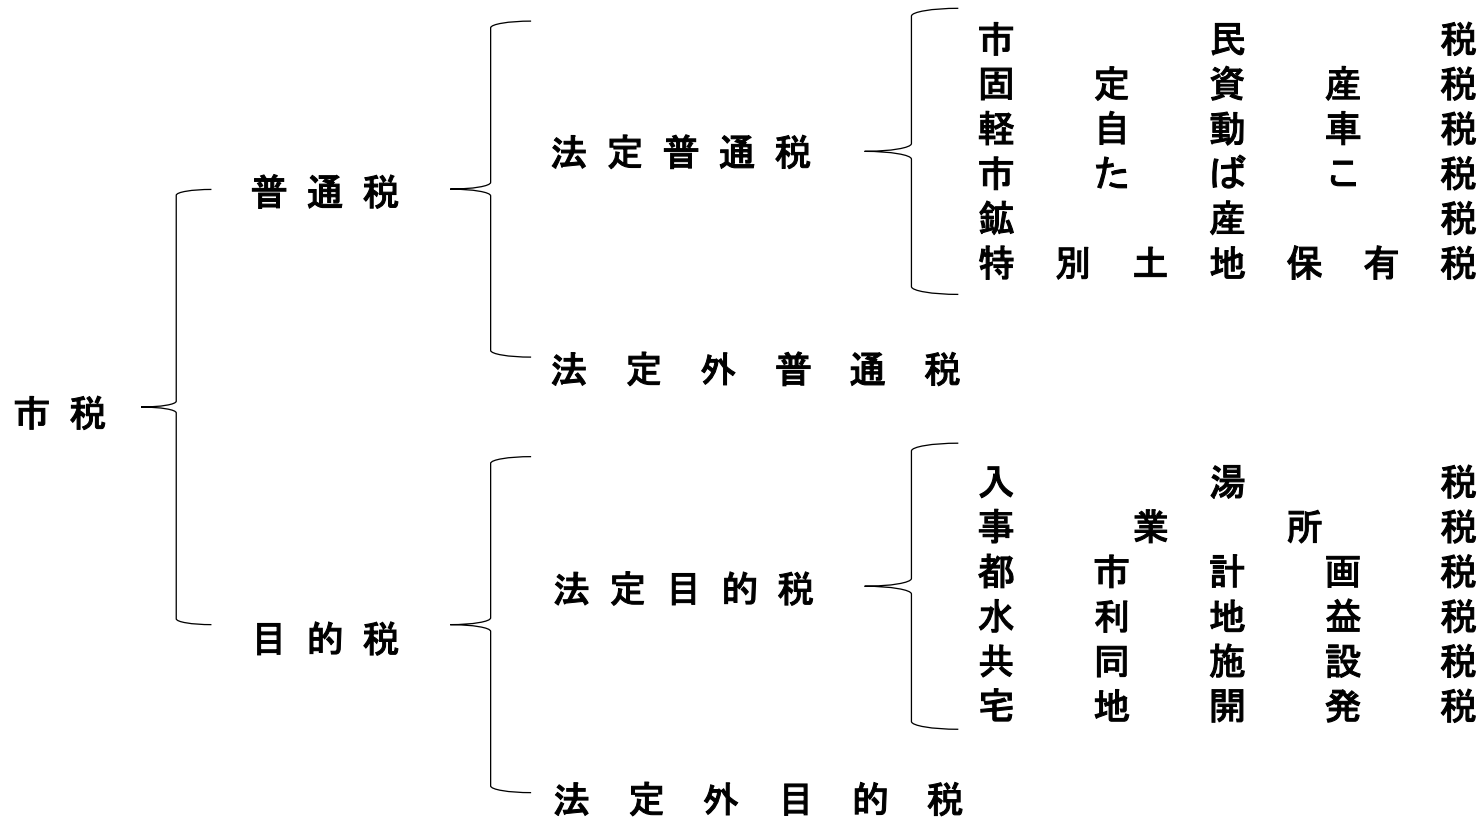 市税
普通税
法定普通税
市民税
固定資産税
軽自動車税
市たばこ税
鉱産税
特別土地保有税
法定外普通税
目的税
法定目的税
入湯税
事業所税
都市計画税
水利地益税
共同施設税
宅地開発税
法定外目的税